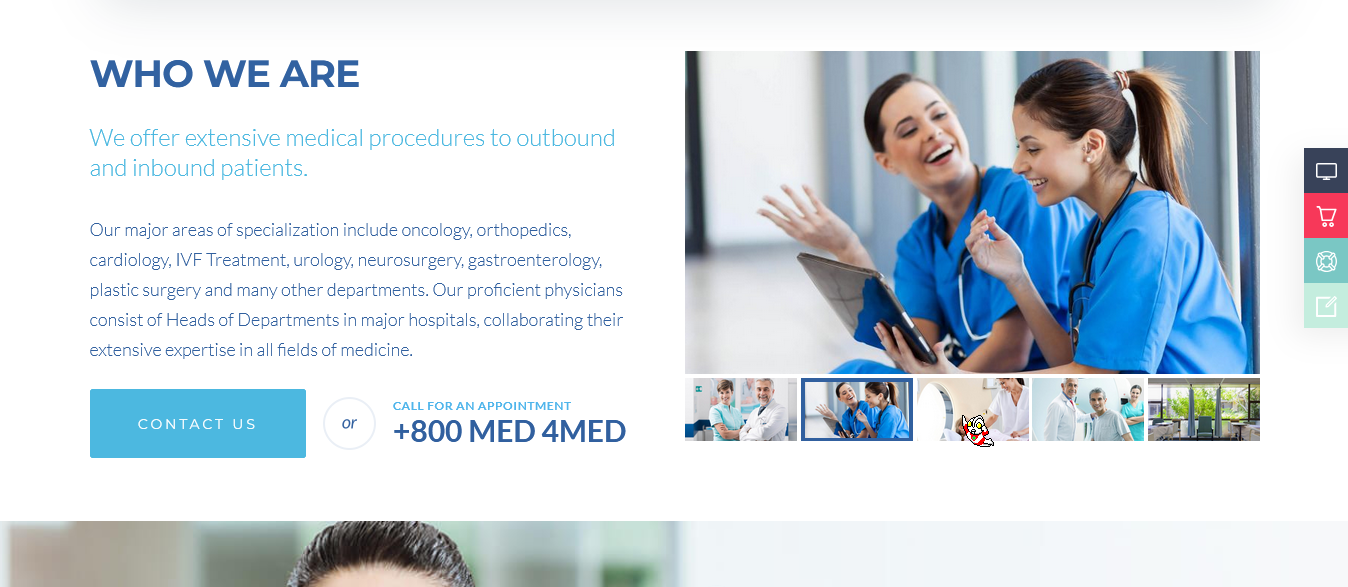 WHO WE ARE
We offer extensive medical procedures to outbound
and inbound patients.
Our major areas of specialization include oncology, orthopedics,
cardiology, IVF Treatment, urology, neurosurgery, gastroenterology,
plastic surgery and many other departments. Our proficient physicians
consist of Heads of Departments in major hospitals, collaborating their
extensive expertise in all fields of medicine.
CONTACT US
or
CALL FOR AN APPOINTMENT
+800 MED 4MED